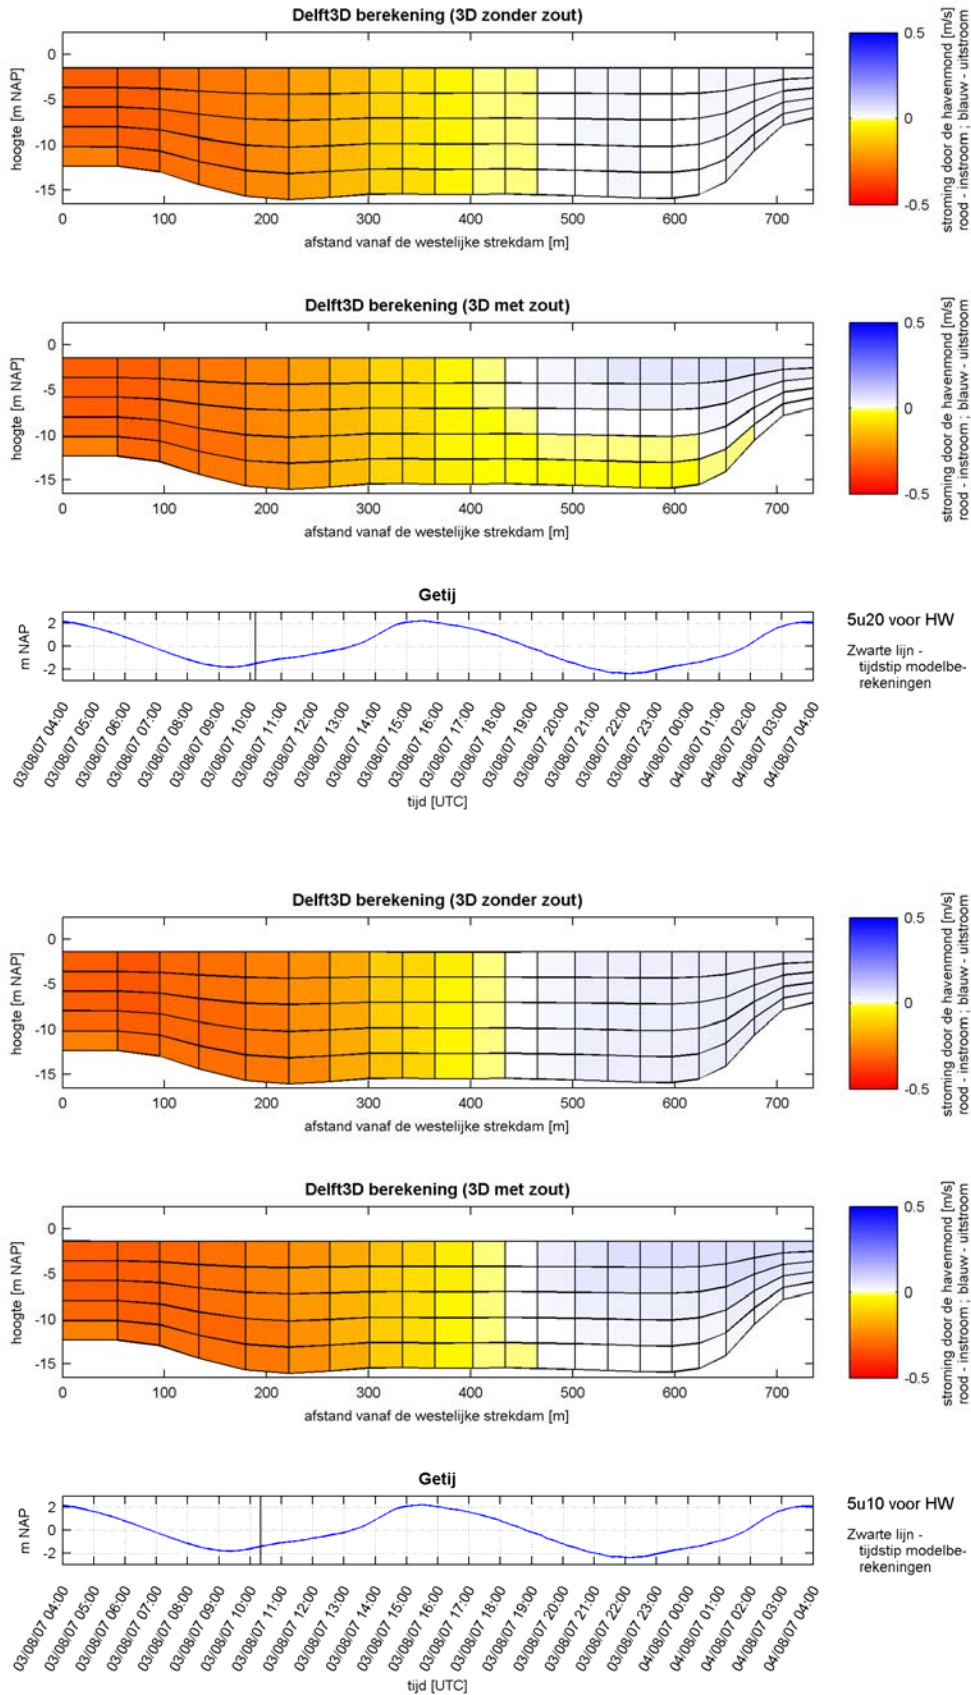 Delft3D berekening (3D zonder zout)
hoogte [m NAP]
0
-5
-10
-15
0 100 200 300 400 500 600 700
afstand vanaf de westelijke strekdam [m]
0.5
0
-0.5
stroming door de havenmond [m/s]
rood - instroom ; blauw - uitstroom
Delft3D berekening (3D met zout)
hoogte [m NAP]
0
-5
-10
-15
0 100 200 300 400 500 600 700
afstand vanaf de westelijke strekdam [m]
0.5
0
-0.5
stroming door de havenmond [m/s]
rood - instroom ; blauw - uitstroom
Getij
m NAP
2
0
-2
03/08/07 04:00
03/08/07 05:00
03/08/07 06:00
03/08/07 07:00
03/08/07 08:00
03/08/07 09:00
03/08/07 10:00
03/08/07 11:00
03/08/07 12:00
03/08/07 13:00
03/08/07 14:00
03/08/07 15:00
03/08/07 16:00
03/08/07 17:00
03/08/07 18:00
03/08/07 19:00
03/08/07 20:00
03/08/07 21:00
03/08/07 22:00
03/08/07 23:00
04/08/07 00:00
04/08/07 01:00
04/08/07 02:00
04/08/07 03:00
04/08/07 04:00
tijd [UTC]
5u20 voor HW
Zwarte lijn -
tijdstip modelbe-
rekeningen
Delft3D berekening (3D zonder zout)
hoogte [m NAP]
0
-5
-10
-15
0 100 200 300 400 500 600 700
afstand vanaf de westelijke strekdam [m]
0.5
0
-0.5
stroming door de havenmond [m/s]
rood - instroom ; blauw - uitstroom
Delft3D berekening (3D met zout)
hoogte [m NAP]
0
-5
-10
-15
0 100 200 300 400 500 600 700
afstand vanaf de westelijke strekdam [m]
0.5
0
-0.5
stroming door de havenmond [m/s]
rood - instroom ; blauw - uitstroom
Getij
m NAP
2
0
-2
03/08/07 04:00
03/08/07 05:00
03/08/07 06:00
03/08/07 07:00
03/08/07 08:00
03/08/07 09:00
03/08/07 10:00
03/08/07 11:00
03/08/07 12:00
03/08/07 13:00
03/08/07 14:00
03/08/07 15:00
03/08/07 16:00
03/08/07 17:00
03/08/07 18:00
03/08/07 19:00
03/08/07 20:00
03/08/07 21:00
03/08/07 22:00
03/08/07 23:00
04/08/07 00:00
04/08/07 01:00
04/08/07 02:00
04/08/07 03:00
04/08/07 04:00
tijd [UTC]
5u10 voor HW
Zwarte lijn -
tijdstip modelbe-
rekeningen